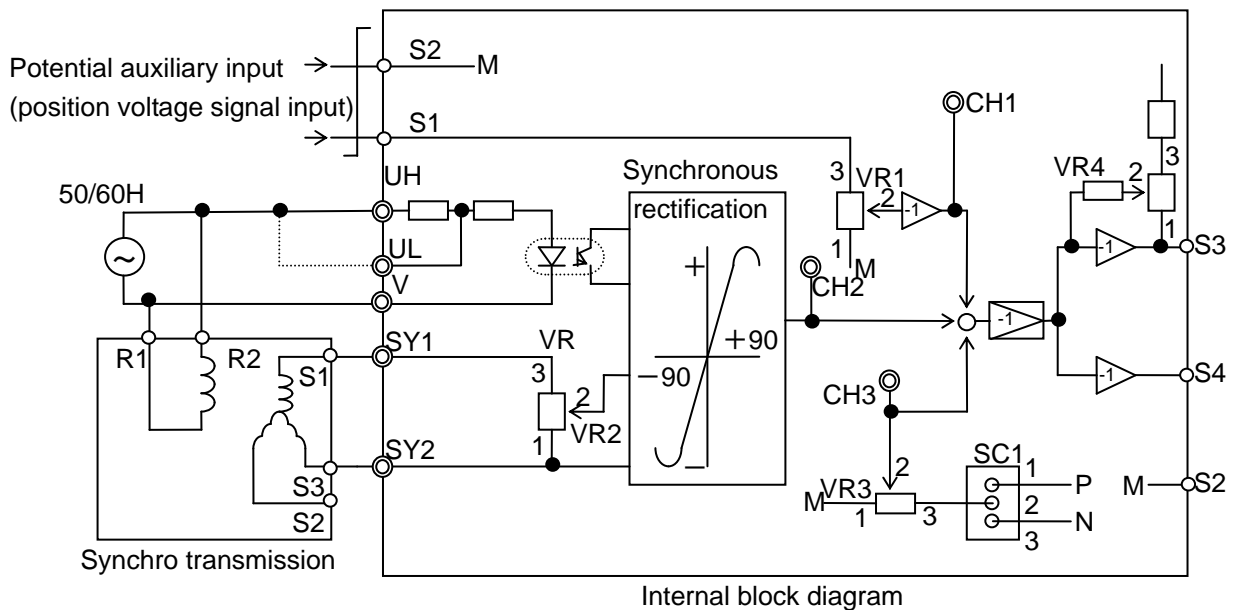 Potential auxiliary input
(position voltage signal input)
S2
M
S1
CH1
UH
50/60H
~
UL
V
Synchronous
rectification
+
+90
−90
−
3
VR1
2
1
M
-1
CH2
VR4
2
3
1
-1
S3
-1
-1
S4
R1
R2
S1
S3
S2
Synchro transmission
SY1
VR
3
2
VR2
1
SY2
CH3
2
M
VR3
1
3
SC1
1
P
2
N
3
M
S2
Internal block diagram